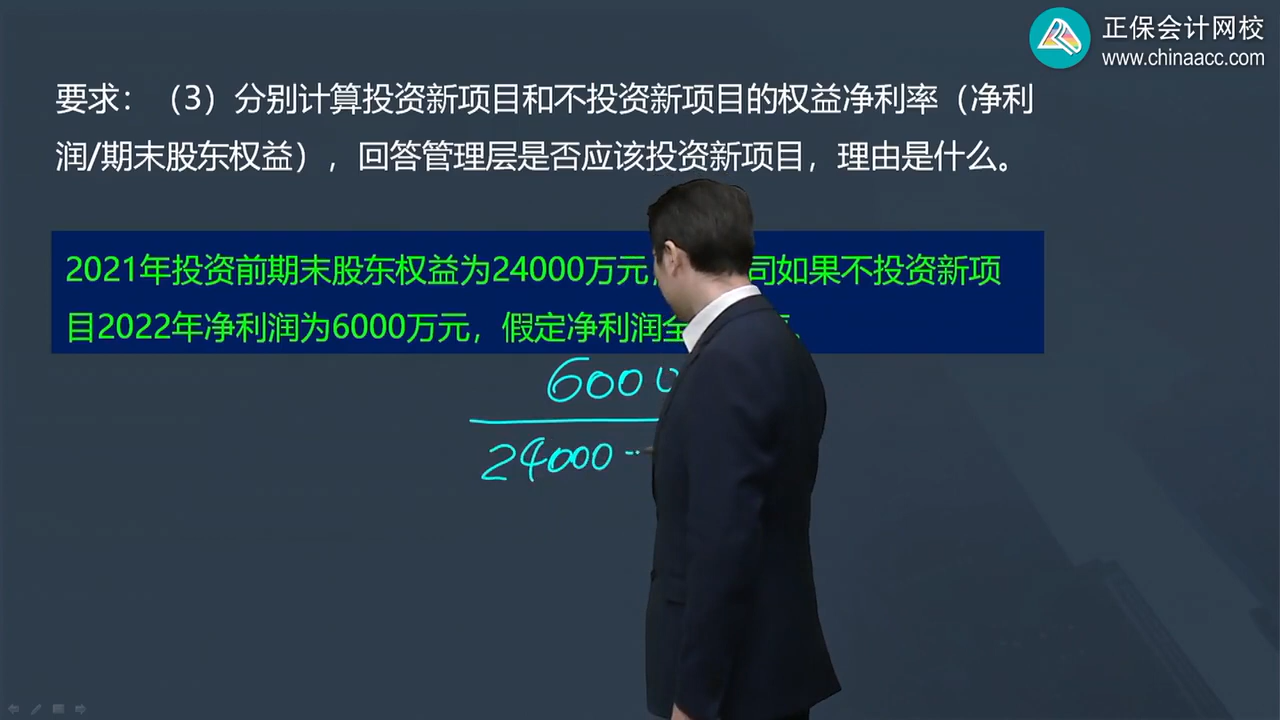 正保会计网校
www.chinaacc.com
要求：（3）分别计算投资新项目和不投资新项目的权益净利率（净利
润/期末股东权益），回答管理层是否应该投资新项目，理由是什么。
2021年投资前期末股东权益为24000万元，司如果不投资新项
目2022年净利润为6000万元，假定净利润全
6000
24000